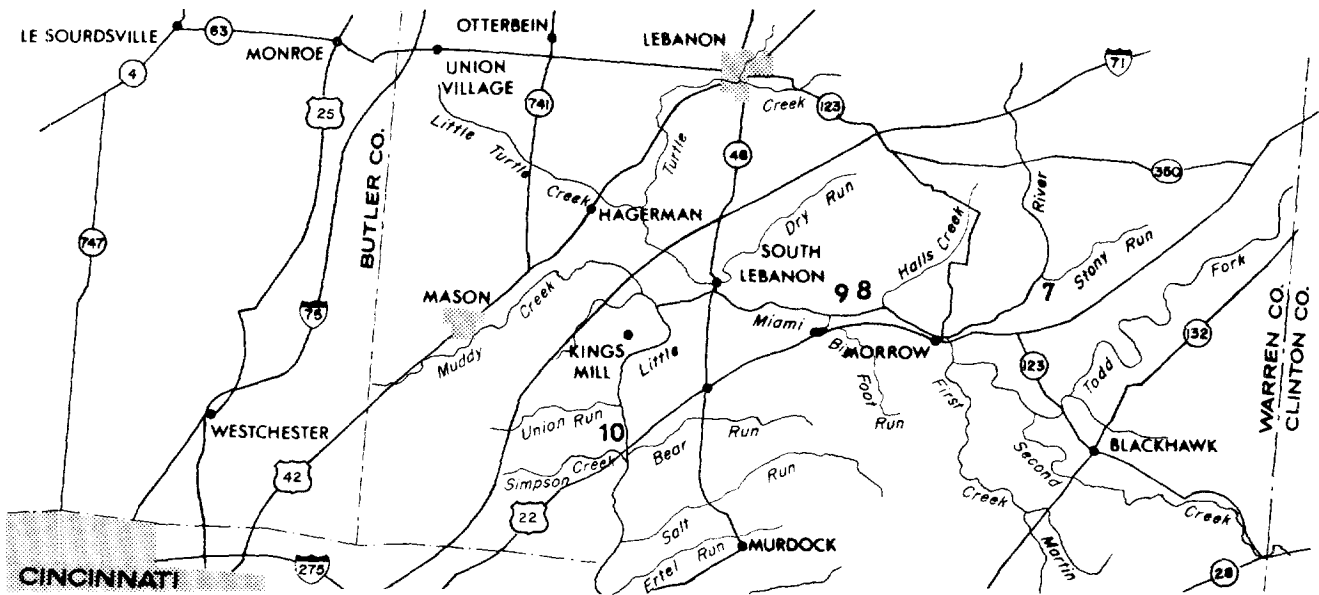 LE SOURDSVILLE
63
MONROE
4
OTTERBEIN
UNION
VILLAGE
LEBANON
741
25
Little Turtle Creek
Turtle Creek
123
71
48
350
BUTLER CO.
HAGERMAN
Dry Run
SOUTH
LEBANON
Halls Creek
River
Stony Run
Todd Fork
747
75
MASON
Muddy Creek
KINGS
MILL
Little Miami
9 8
7
MORROW
Big Foot Run
First Creek
123
132
WARREN CO.
CLINTON CO.
WESTCHESTER
Union Run
10
Simpson Creek
Bear Run
BLACKHAWK
Second Creek
42
22
Salt Run
Ertel Run
MURDOCK
Martin
CINCINNATI
275
28